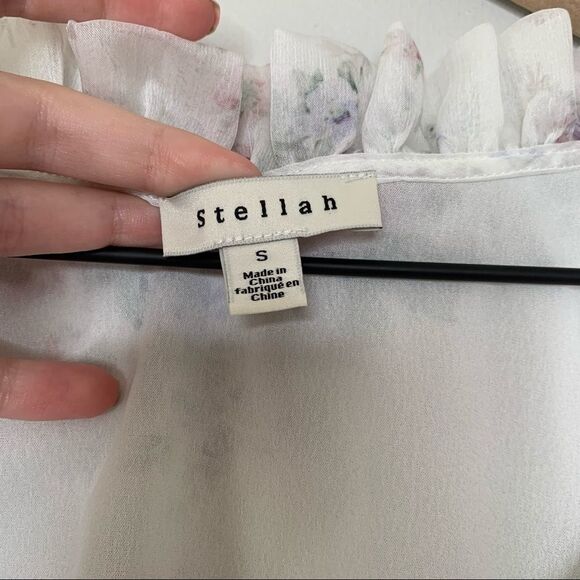 Stellah
S
Made in
China
fabriqué en
Chine